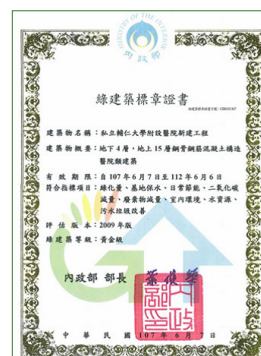 MINISTRY OF THE INTERIOR
內政部
綠建築標章證書
建築物名稱：私立輔仁大學附設醫院新建工程
建築物概要：地下4層，地上15層鋼骨鋼筋混凝土構造
醫院類建築
有效期限：自107年6月7日至112年6月6日
符合指標項目：綠化量、基地保水、日常節能、二氧化碳
減量、廢棄物減量、室內環境、水資源、
污水垃圾改善
評估版本：2009年版
綠建築等級：黃金級
內政部 部長 葉俊榮
中華民國107年6月7日